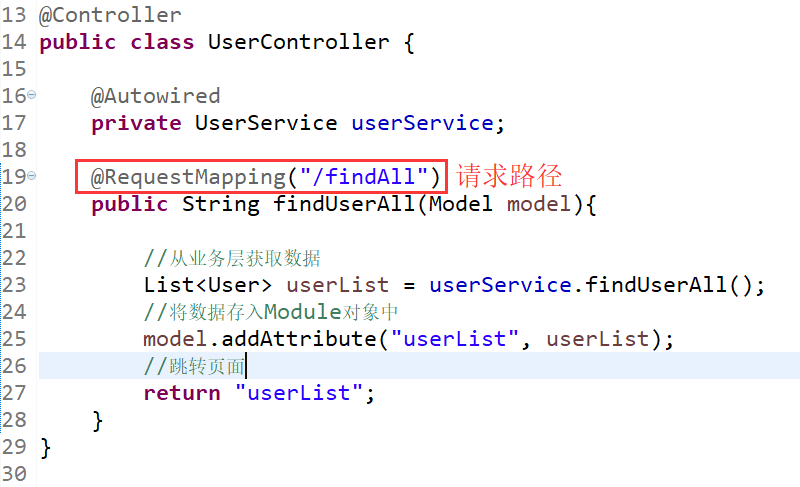 13 @Controller
14 public class UserController {
15
16 @Autowired
17 private UserService userService;
18
19 @RequestMapping("/findAll") 请求路径
20 public String findUserAll(Model model){
21
22 //从业务层获取数据
23 List<User> userList = userService.findUserAll();
24 //将数据存入Module对象中
25 model.addAttribute("userList", userList);
26 //跳转页面
27 return "userList";
28 }
29 }
30